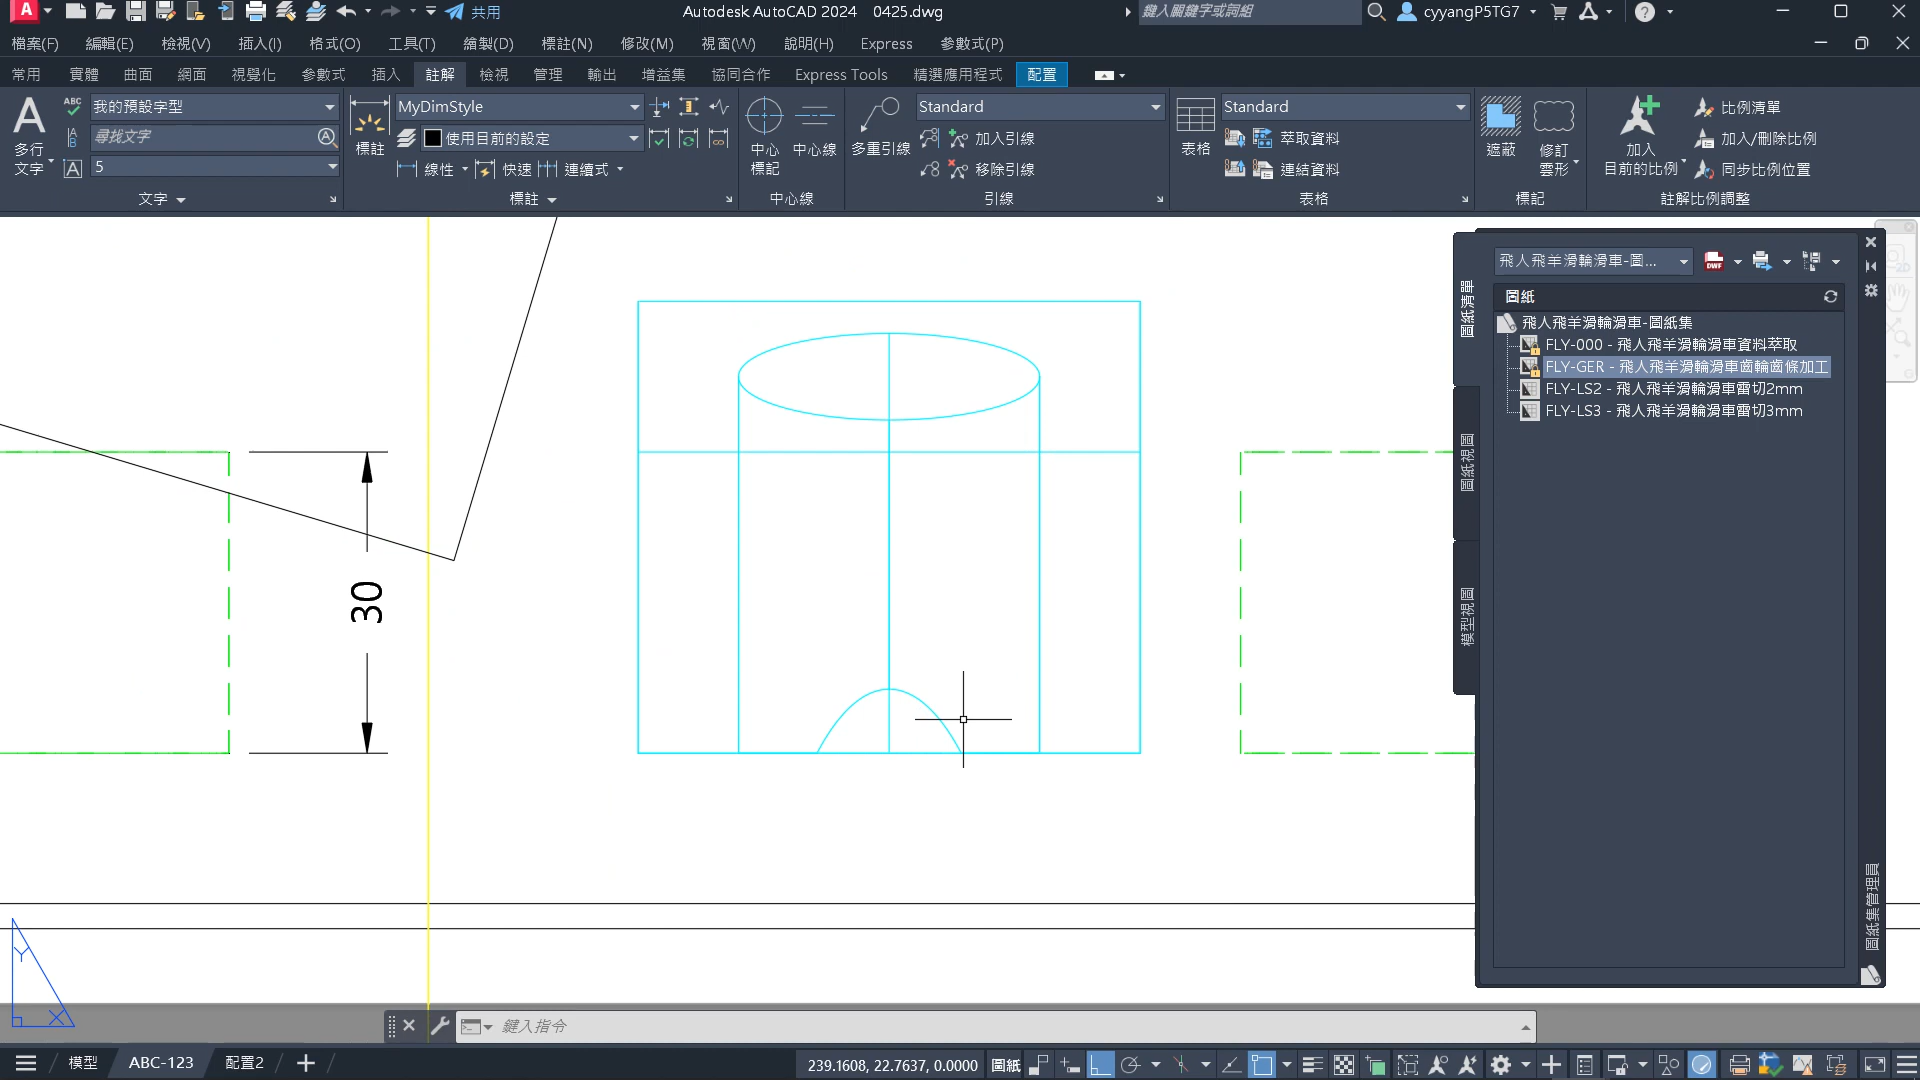 共用
Autodesk AutoCAD 2024 0425.dwg
鍵入關鍵字或詞組
cyyangP5TG7
檔案(F) 編輯(E) 檢視(V) 插入(I) 格式(O) 工具(T) 繪製(D) 標註(N) 修改(M) 視窗(W) 說明(H) Express 參數式(P)
常用 實體 曲面 網面 視覺化 參數式 插入 註解 檢視 管理 輸出 增益集 協同合作 Express Tools 精選應用程式 配置
多行
文字
ABC
我的預設字型
尋找文字
5
文字
標註
MyDimStyle
使用目前的設定
線性 快速 連續式
標註
中心
標記
中心線
中心線
多重引線
Standard
加入引線
移除引線
引線
表格
Standard
萃取資料
連結資料
表格
遮蔽
修訂
雲形
標記
加入
目前的比例
比例清單
加入/刪除比例
同步比例位置
註解比例調整
30
飛人飛羊滑輪滑車-圖...
DWF
圖紙
飛人飛羊滑輪滑車-圖紙集
FLY-000 - 飛人飛羊滑輪滑車資料萃取
FLY-GER - 飛人飛羊滑輪滑車齒輪齒條加工
FLY-LS2 - 飛人飛羊滑輪滑車雷切2mm
FLY-LS3 - 飛人飛羊滑輪滑車雷切3mm
圖紙清單
圖紙視圖
模型視圖
圖紙集管理員
Y
X
鍵入指令
模型 ABC-123 配置2
239.1608, 22.7637, 0.0000 圖紙